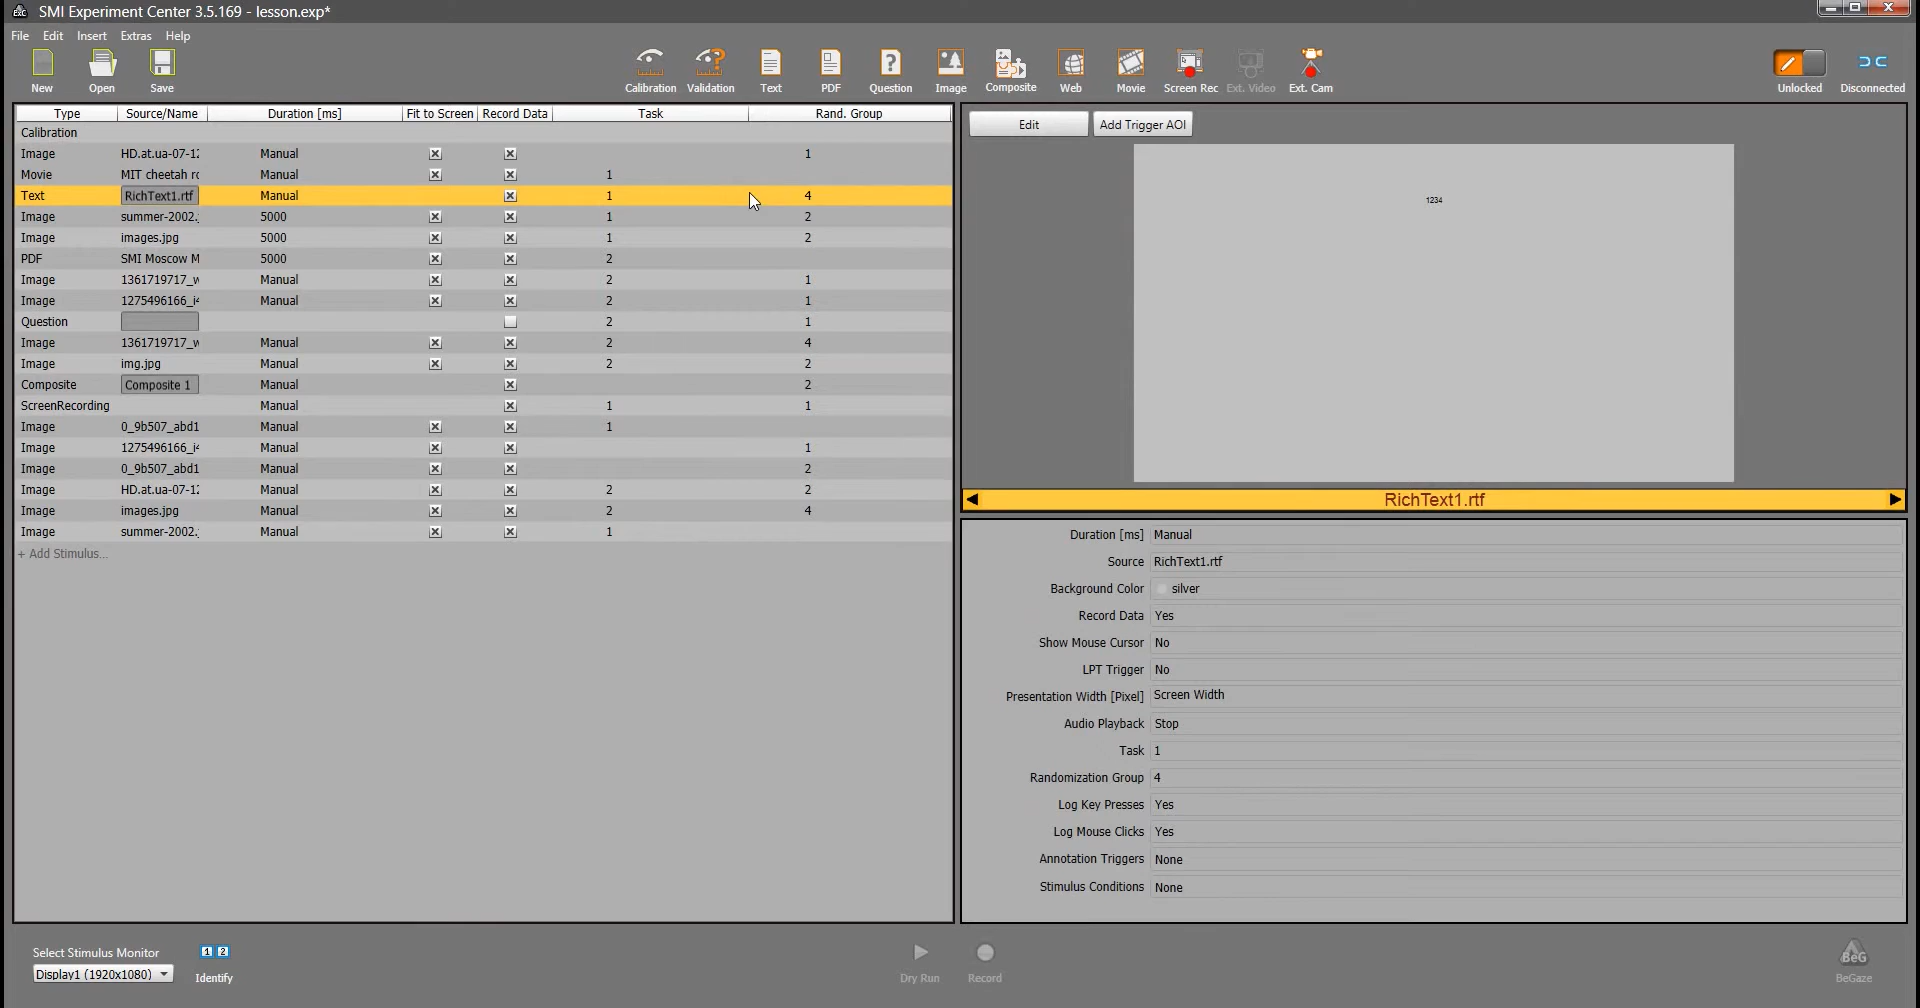 SMI Experiment Center 3.5.169 - lesson.exp*
File Edit Insert Extras Help
New Open Save Calibration Validation Text PDF Question Image Composite Web Movie Screen Rec Ext. Video Ext. Cam Unlocked Disconnected
Type Source/Name Duration [ms] Fit to Screen Record Data Task Rand. Group
Calibration
Image HD.at.ua-07-12 Manual 1
Movie MIT cheetah ro Manual 1
Text RichText1.rtf Manual 1 4
Image summer-2002. 5000 1 2
Image images.jpg 5000 1 2
PDF SMI Moscow M 5000 2
Image 1361719717_w Manual 2 1
Image 1275496166_i4 Manual 2 1
Question 2 1
Image 1361719717_w Manual 2 4
Image img.jpg Manual 2 2
Composite Composite 1 Manual 2
ScreenRecording Manual 1 1
Image 0_9b507_abd1 Manual 1
Image 1275496166_i4 Manual 1
Image 0_9b507_abd1 Manual 2
Image HD.at.ua-07-12 Manual 2 2
Image images.jpg Manual 2 4
Image summer-2002. Manual 1
+ Add Stimulus...
Edit Add Trigger AOI
1234
RichText1.rtf
Duration [ms] Manual
Source RichText1.rtf
Background Color silver
Record Data Yes
Show Mouse Cursor No
LPT Trigger No
Presentation Width [Pixel] Screen Width
Audio Playback Stop
Task 1
Randomization Group 4
Log Key Presses Yes
Log Mouse Clicks Yes
Annotation Triggers None
Stimulus Conditions None
Select Stimulus Monitor 1 2
Display1 (1920x1080) Identify
Dry Run Record
BeG
BeGaze